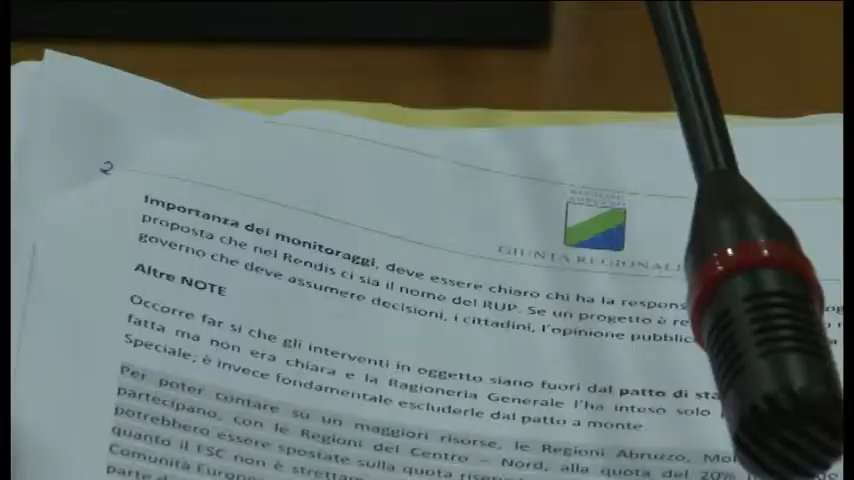 2
REGIONE
ABRUZZO
GIUNTA REGIONALE
Importanza dei monitoraggi, deve essere chiaro chi ha la respons
proposta che nei Rendis ci sia il nome del RUP. Se un progetto è re
governo che deve assumere decisioni, i cittadini, l'opinione pubblic
Altre NOTE
Occorre far si che gli interventi in oggetto siano fuori dal patto di sta
fatta ma non era chiara e la Ragioneria Generale l'ha inteso solo
Speciale; è invece fondamentale escluderle dal patto a monte.
Per poter contare su un maggiori risorse, le Regioni Abruzzo, Mol
partecipano, con le Regioni del Centro – Nord, alla quota del 20%
potrebbero essere spostate sulla quota
quanto il FSC non è
Comunità
parte